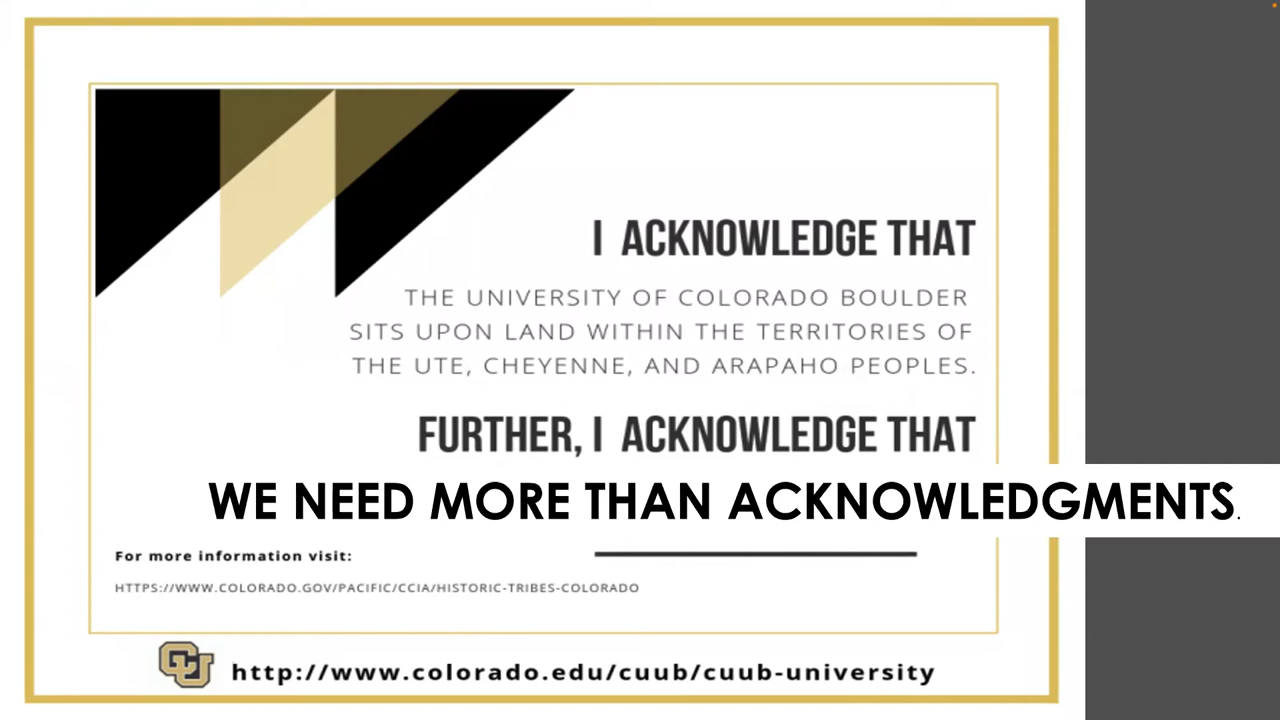 I ACKNOWLEDGE THAT
THE UNIVERSITY OF COLORADO BOULDER
SITS UPON LAND WITHIN THE TERRITORIES OF
THE UTE, CHEYENNE, AND ARAPAHO PEOPLES.
FURTHER, I ACKNOWLEDGE THAT
WE NEED MORE THAN ACKNOWLEDGMENTS.
For more information visit:
HTTPS://WWW.COLORADO.GOV/PACIFIC/CCIA/HISTORIC-TRIBES-COLORADO
CU http://www.colorado.edu/cuub/cuub-university